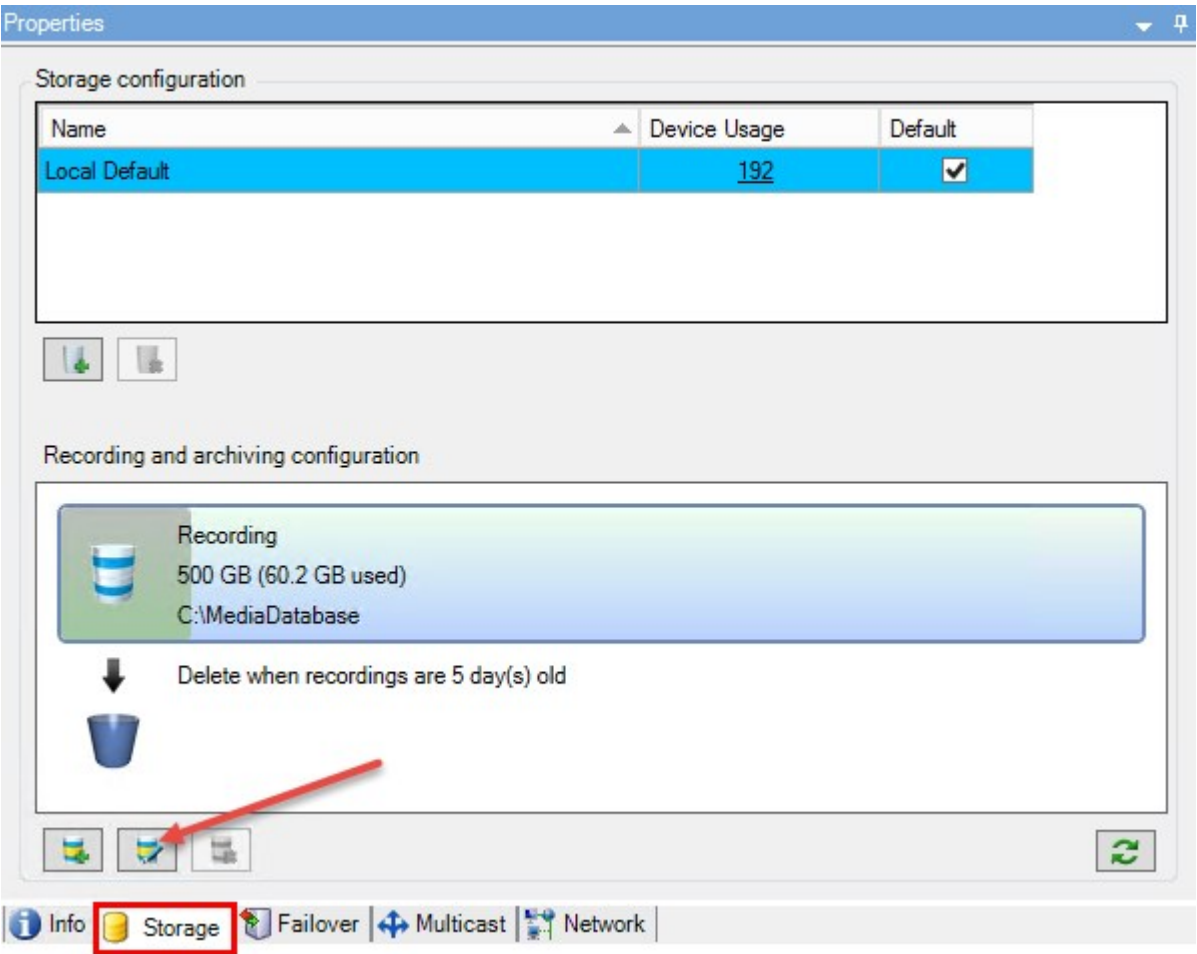 Properties
Storage configuration
Name Device Usage Default
Local Default 192
Recording and archiving configuration
Recording
500 GB (60.2 GB used)
C:\MediaDatabase
Delete when recordings are 5 day(s) old
Info Storage Failover Multicast Network